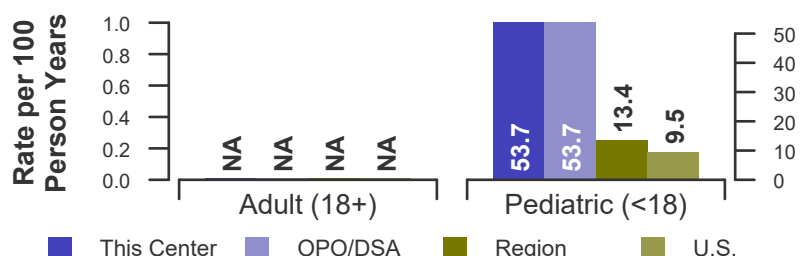 Rate per 100
Person Years
1.0
0.8
0.6
0.4
0.2
0.0
NA NA NA NA
53.7 53.7 13.4 9.5
50
40
30
20
10
0
Adult (18+) Pediatric (<18)
This Center OPO/DSA Region U.S.